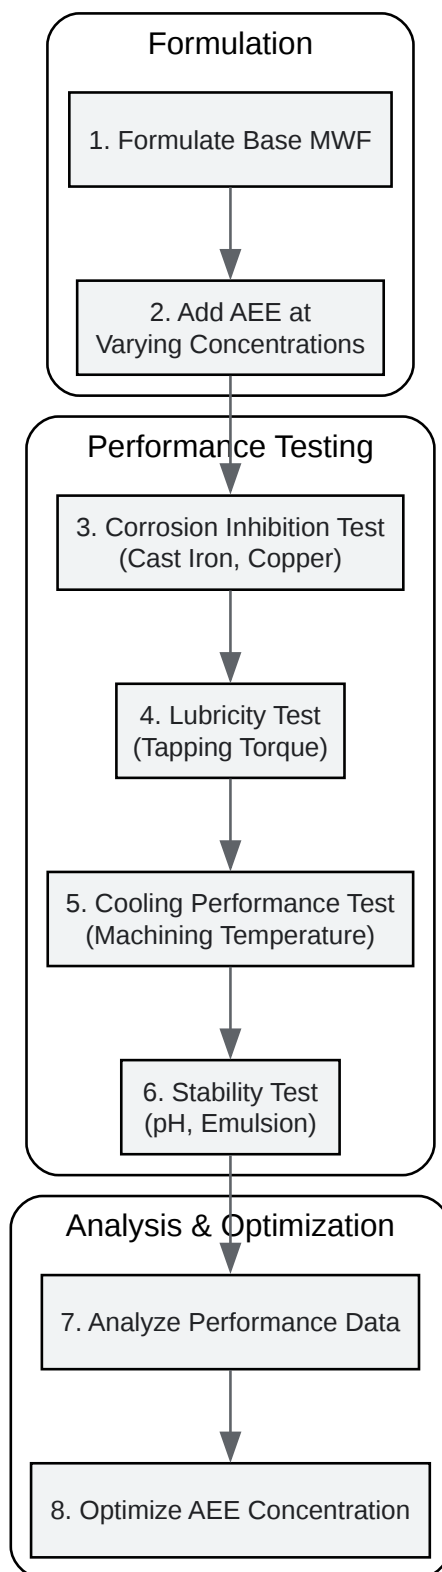 Formulation
1. Formulate Base MWF
2. Add AEE at
Varying Concentrations
Performance Testing
3. Corrosion Inhibition Test
(Cast Iron, Copper)
4. Lubricity Test
(Tapping Torque)
5. Cooling Performance Test
(Machining Temperature)
6. Stability Test
(pH, Emulsion)
Analysis & Optimization
7. Analyze Performance Data
8. Optimize AEE Concentration